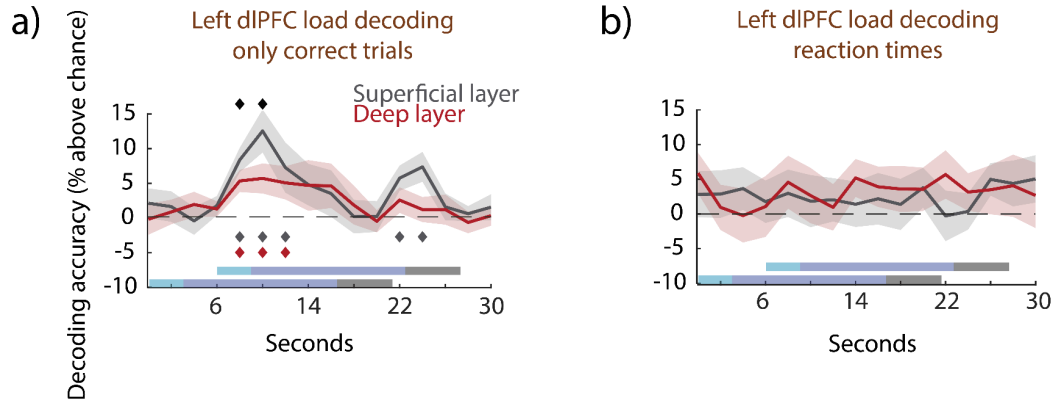 a)
Left dlPFC load decoding
only correct trials
Decoding accuracy (% above chance)
Superficial layer
Deep layer
15
10
5
0
-5
-10
6
14
22
30
Seconds
b)
Left dlPFC load decoding
reaction times
15
10
5
0
-5
-10
6
14
22
30
Seconds